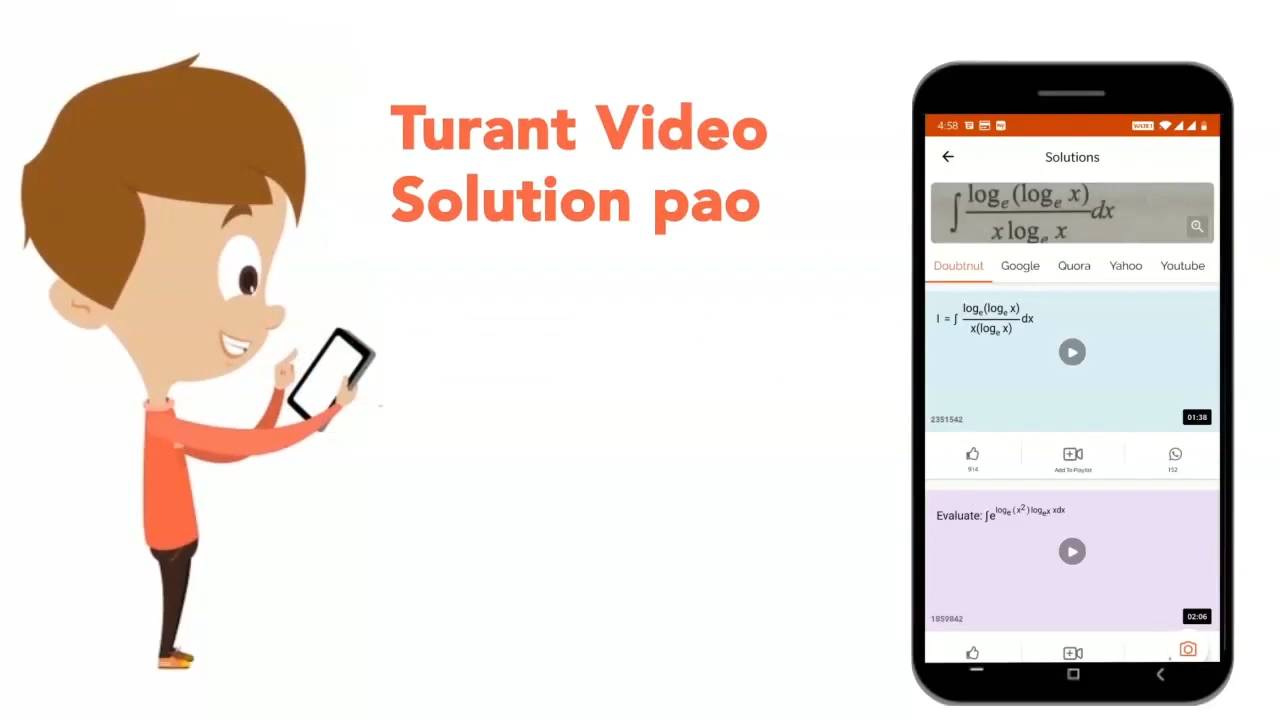 Turant Video
Solution pao
4:58
Solutions
∫ log_e (log_e x) / x log_e x dx
Doubtnut Google Quora Yahoo Youtube
I = ∫ log_e(log_e x) / x(log_e x) dx
2351542 01:38
914 Add To Playlist 152
Evaluate: ∫e^log_e (x^2) log_e x xdx
1859842 02:06